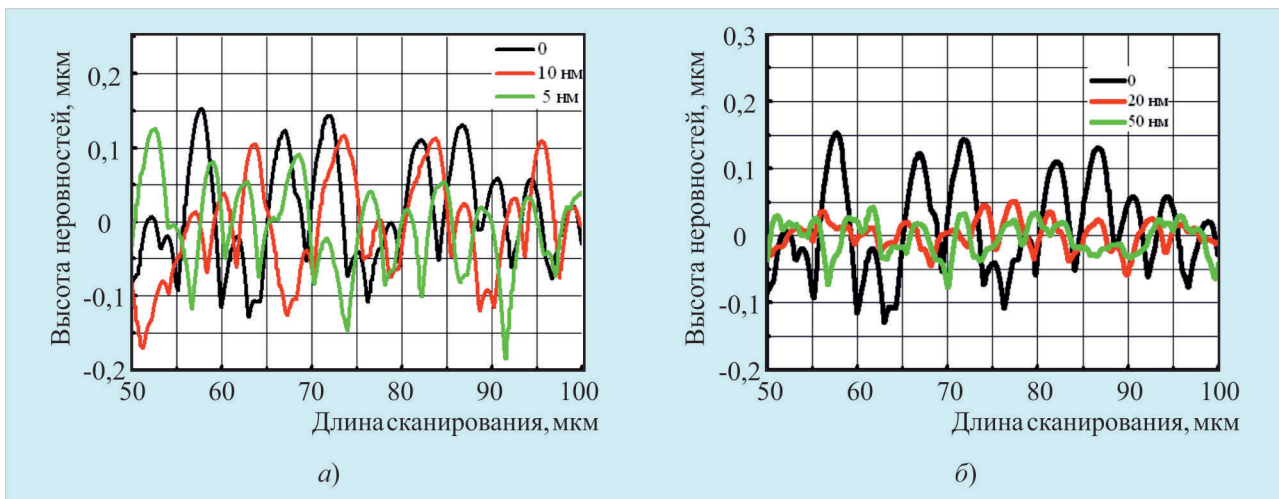 Высота неровностей, мкм
0,2
0,1
0
-0,1
-0,2
0
10 нм
5 нм
50 60 70 80 90 100
Длина сканирования, мкм
а)
Высота неровностей, мкм
0,3
0,2
0,1
0
-0,1
-0,2
0
20 нм
50 нм
50 60 70 80 90 100
Длина сканирования, мкм
б)